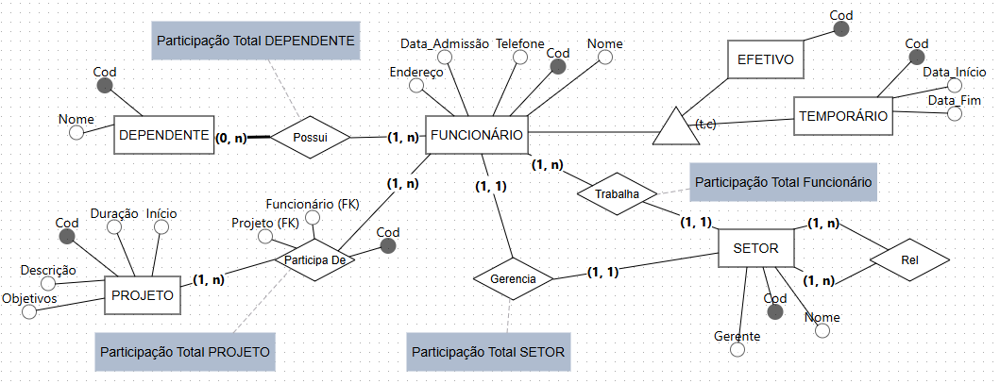 Cod
Participação Total DEPENDENTE
Data_Admissão
Telefone
Nome
Cod
Endereço
EFETIVO
Cod
Data_Início
Data_Fim
Cod
Nome
DEPENDENTE
(0, n)
Possui
(1, n)
FUNCIONÁRIO
(t,c)
TEMPORÁRIO
(1, n)
(1, 1)
(1, n)
Trabalha
Participação Total Funcionário
(1, 1)
Funcionário (FK)
Projeto (FK)
Cod
Duração
Início
Cod
Descrição
Objetivos
PROJETO
(1, n)
Participa De
Gerencia
(1, 1)
SETOR
(1, n)
Rel
(1, n)
Cod
Nome
Gerente
Participação Total PROJETO
Participação Total SETOR